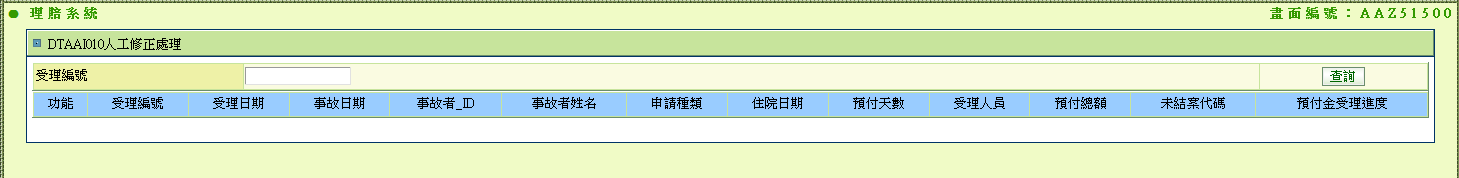 理賠系統 畫面編號：AAZ51500
DTAAI010人工修正處理
受理編號 查詢
功能 受理編號 受理日期 事故日期 事故者_ID 事故者姓名 申請種類 住院日期 預付天數 受理人員 預付總額 未結案代碼 預付金受理進度